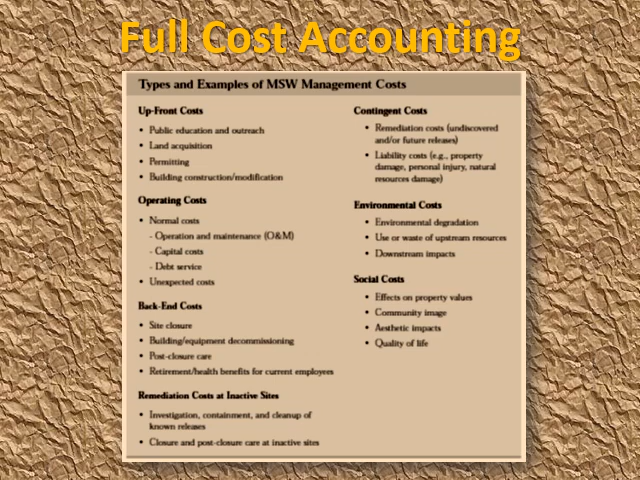 Full Cost Accounting
Types and Examples of MSW Management Costs
Up-Front Costs
• Public education and outreach
• Land acquisition
• Permitting
• Building construction/modification
Operating Costs
• Normal costs
- Operation and maintenance (O&M)
- Capital costs
- Debt service
• Unexpected costs
Back-End Costs
• Site closure
• Building/equipment decommissioning
• Post-closure care
• Retirement/health benefits for current employees
Remediation Costs at Inactive Sites
• Investigation, containment, and cleanup of
known releases
• Closure and post-closure care at inactive sites
Contingent Costs
• Remediation costs (undiscovered
and/or future releases)
• Liability costs (e.g., property
damage, personal injury, natural
resources damage)
Environmental Costs
• Environmental degradation
• Use or waste of upstream resources
• Downstream impacts
Social Costs
• Effects on property values
• Community image
• Aesthetic impacts
• Quality of life